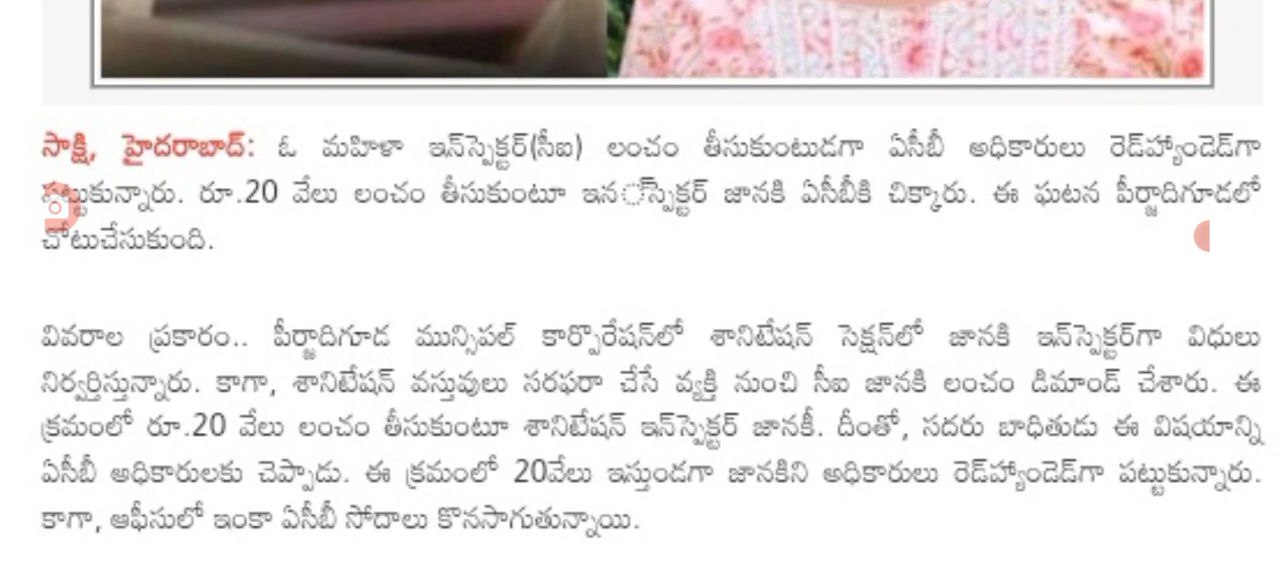 సాక్షి, హైదరాబాద్: ఓ మహిళా ఇన్‌స్పెక్టర్(సీఐ) లంచం తీసుకుంటుడగా ఏసీబీ అధికారులు రెడ్‌హ్యాండెడ్‌గా
పట్టుకున్నారు. రూ.20 వేలు లంచం తీసుకుంటూ ఇన​్‌స్పెక్టర్ జానకి ఏసీబీకి చిక్కారు. ఈ ఘటన పీర్జాదిగూడలో
చోటుచేసుకుంది.
వివరాల ప్రకారం.. పీర్జాదిగూడ మున్సిపల్ కార్పొరేషన్‌లో శానిటేషన్ సెక్షన్‌లో జానకి ఇన్‌స్పెక్టర్‌గా విధులు
నిర్వర్తిస్తున్నారు. కాగా, శానిటేషన్ వస్తువులు సరఫరా చేసే వ్యక్తి నుంచి సీఐ జానకి లంచం డిమాండ్ చేశారు. ఈ
క్రమంలో రూ.20 వేలు లంచం తీసుకుంటూ శానిటేషన్ ఇన్‌స్పెక్టర్ జానకీ. దీంతో, సదరు బాధితుడు ఈ విషయాన్ని
ఏసీబీ అధికారులకు చెప్పాడు. ఈ క్రమంలో 20వేలు ఇస్తుండగా జానకిని అధికారులు రెడ్‌హ్యాండెడ్‌గా పట్టుకున్నారు.
కాగా, ఆఫీసులో ఇంకా ఏసీబీ సోదాలు కొనసాగుతున్నాయి.